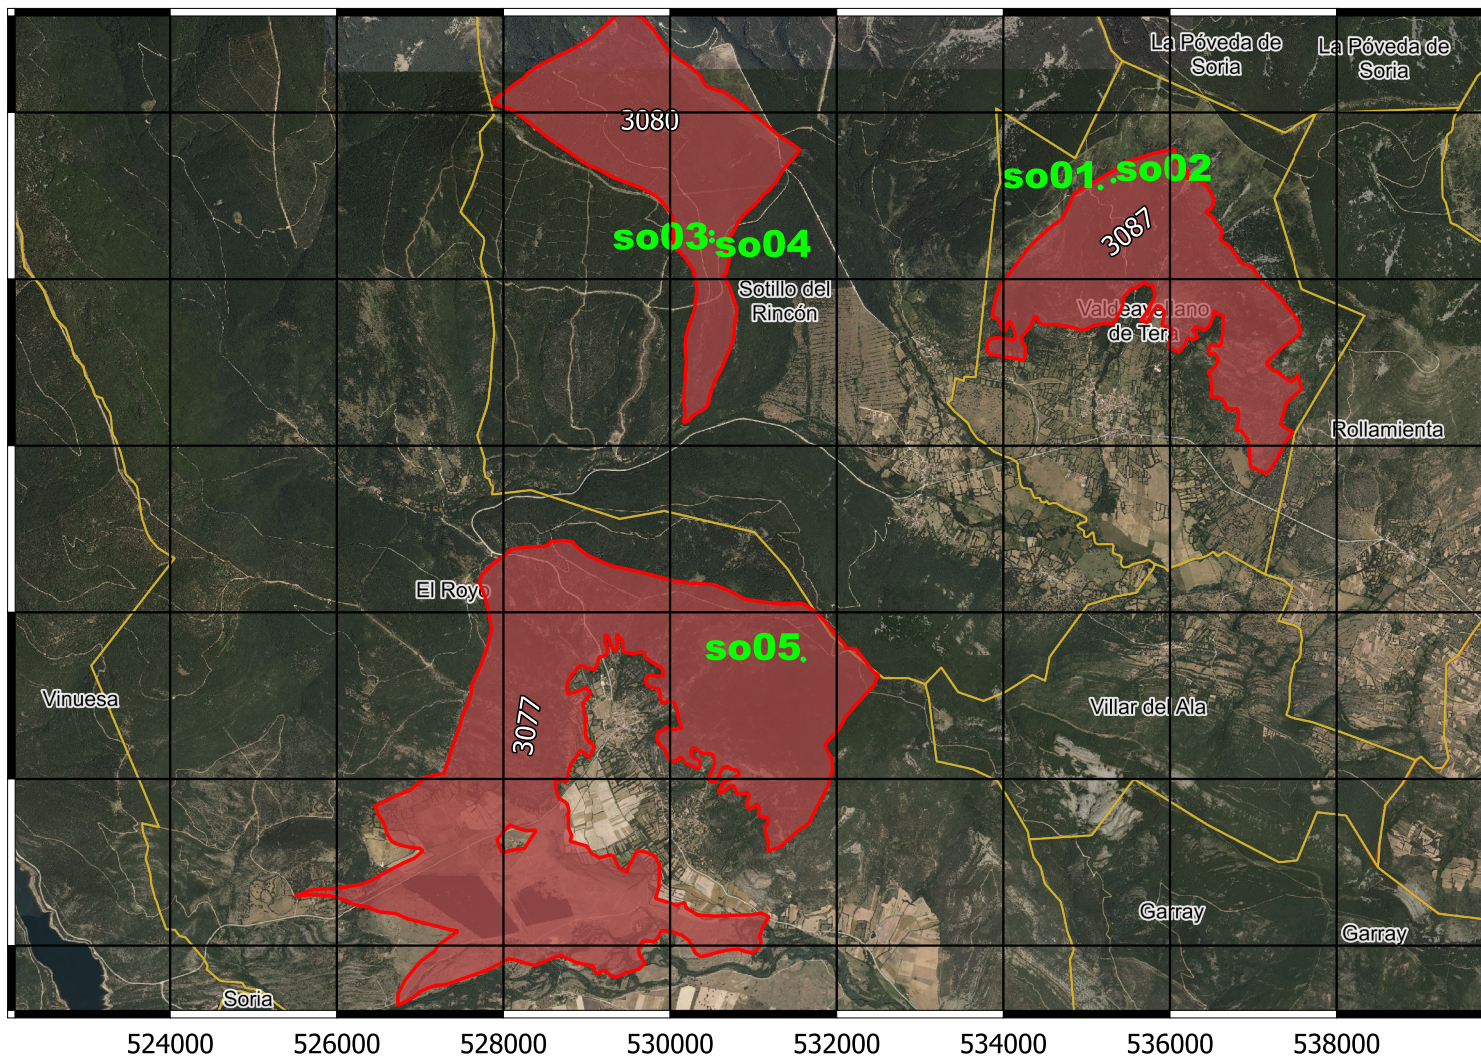 La Póveda de
Soria
La Póveda de
Soria
3080
so01
so02
3087
so03
so04
Sotillo del
Rincón
Valdeavellano
de Tera
Rollamienta
El Royo
so05
Vinuesa
3077
Villar del Ala
Garray
Garray
Soria
524000
526000
528000
530000
532000
534000
536000
538000